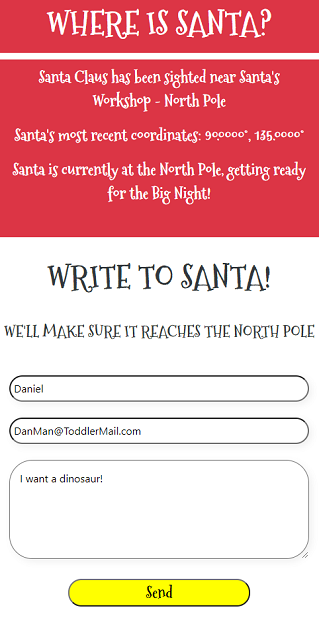 WHERE IS SANTA?
Santa Claus has been sighted near Santa's
Workshop - North Pole
Santa's most recent coordinates: 90.0000°, 135.0000°
Santa is currently at the North Pole, getting ready
for the Big Night!
WRITE TO SANTA!
WE'LL MAKE SURE IT REACHES THE NORTH POLE
Daniel
DanMan@ToddlerMail.com
I want a dinosaur!
Send